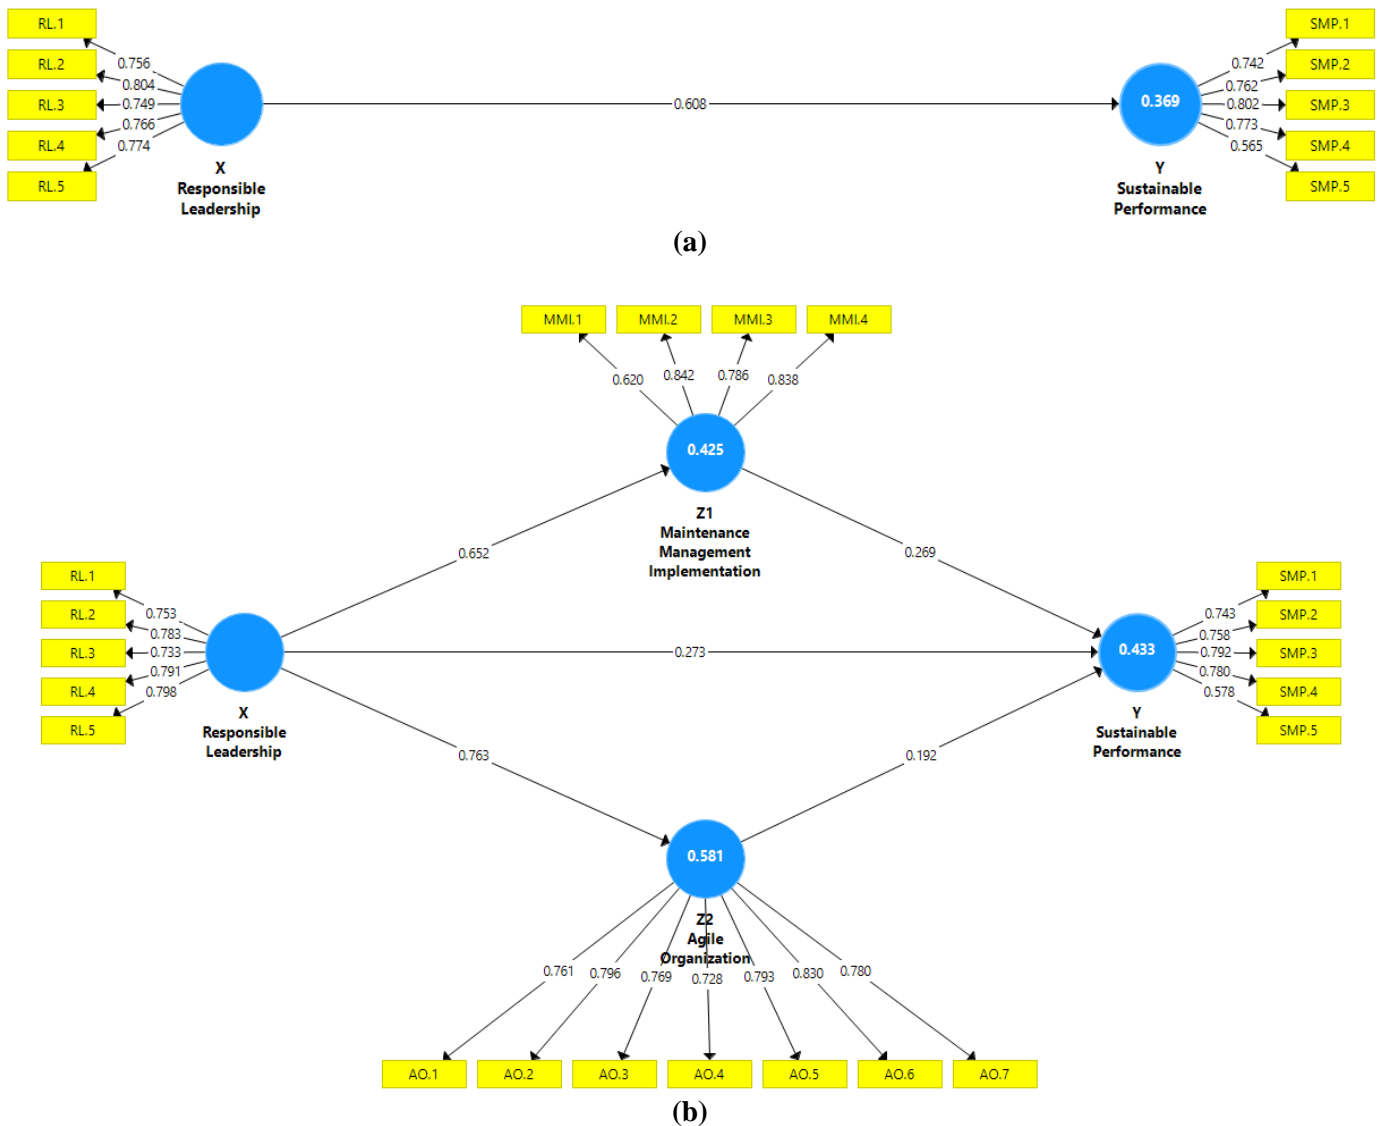 RL.1
RL.2
RL.3
RL.4
RL.5
0.756
0.804
0.749
0.766
0.774
X
Responsible
Leadership
0.608
0.369
Y
Sustainable
Performance
0.742
0.762
0.802
0.773
0.565
SMP.1
SMP.2
SMP.3
SMP.4
SMP.5
(a)
MMI.1
MMI.2
MMI.3
MMI.4
0.620
0.842
0.786
0.838
0.425
Z1
Maintenance
Management
Implementation
0.652
0.269
RL.1
RL.2
RL.3
RL.4
RL.5
0.753
0.783
0.733
0.791
0.798
X
Responsible
Leadership
0.273
0.433
Y
Sustainable
Performance
0.743
0.758
0.792
0.780
0.578
SMP.1
SMP.2
SMP.3
SMP.4
SMP.5
0.763
0.192
0.581
Z2
Agile
Organization
0.761
0.796
0.769
0.728
0.793
0.830
0.780
AO.1
AO.2
AO.3
AO.4
AO.5
AO.6
AO.7
(b)